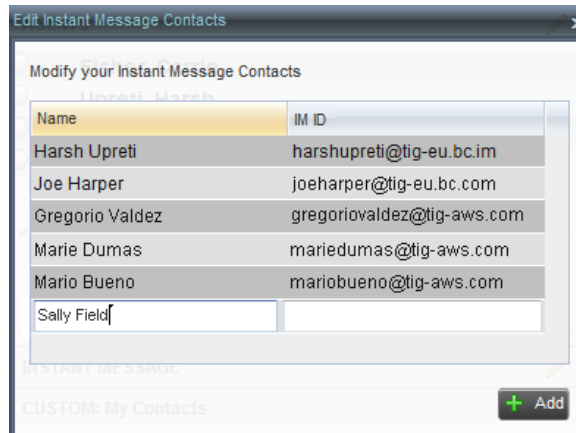 Edit Instant Message Contacts
Modify your Instant Message Contacts
Name IM ID
Harsh Upreti harshupreti@tig-eu.bc.im
Joe Harper joeharper@tig-eu.bc.com
Gregorio Valdez gregoriovaldez@tig-aws.com
Marie Dumas mariedumas@tig-aws.com
Mario Bueno mariobueno@tig-aws.com
Sally Field
INSTANT MESSAGE
+ Add
CUSTOM: My Contacts